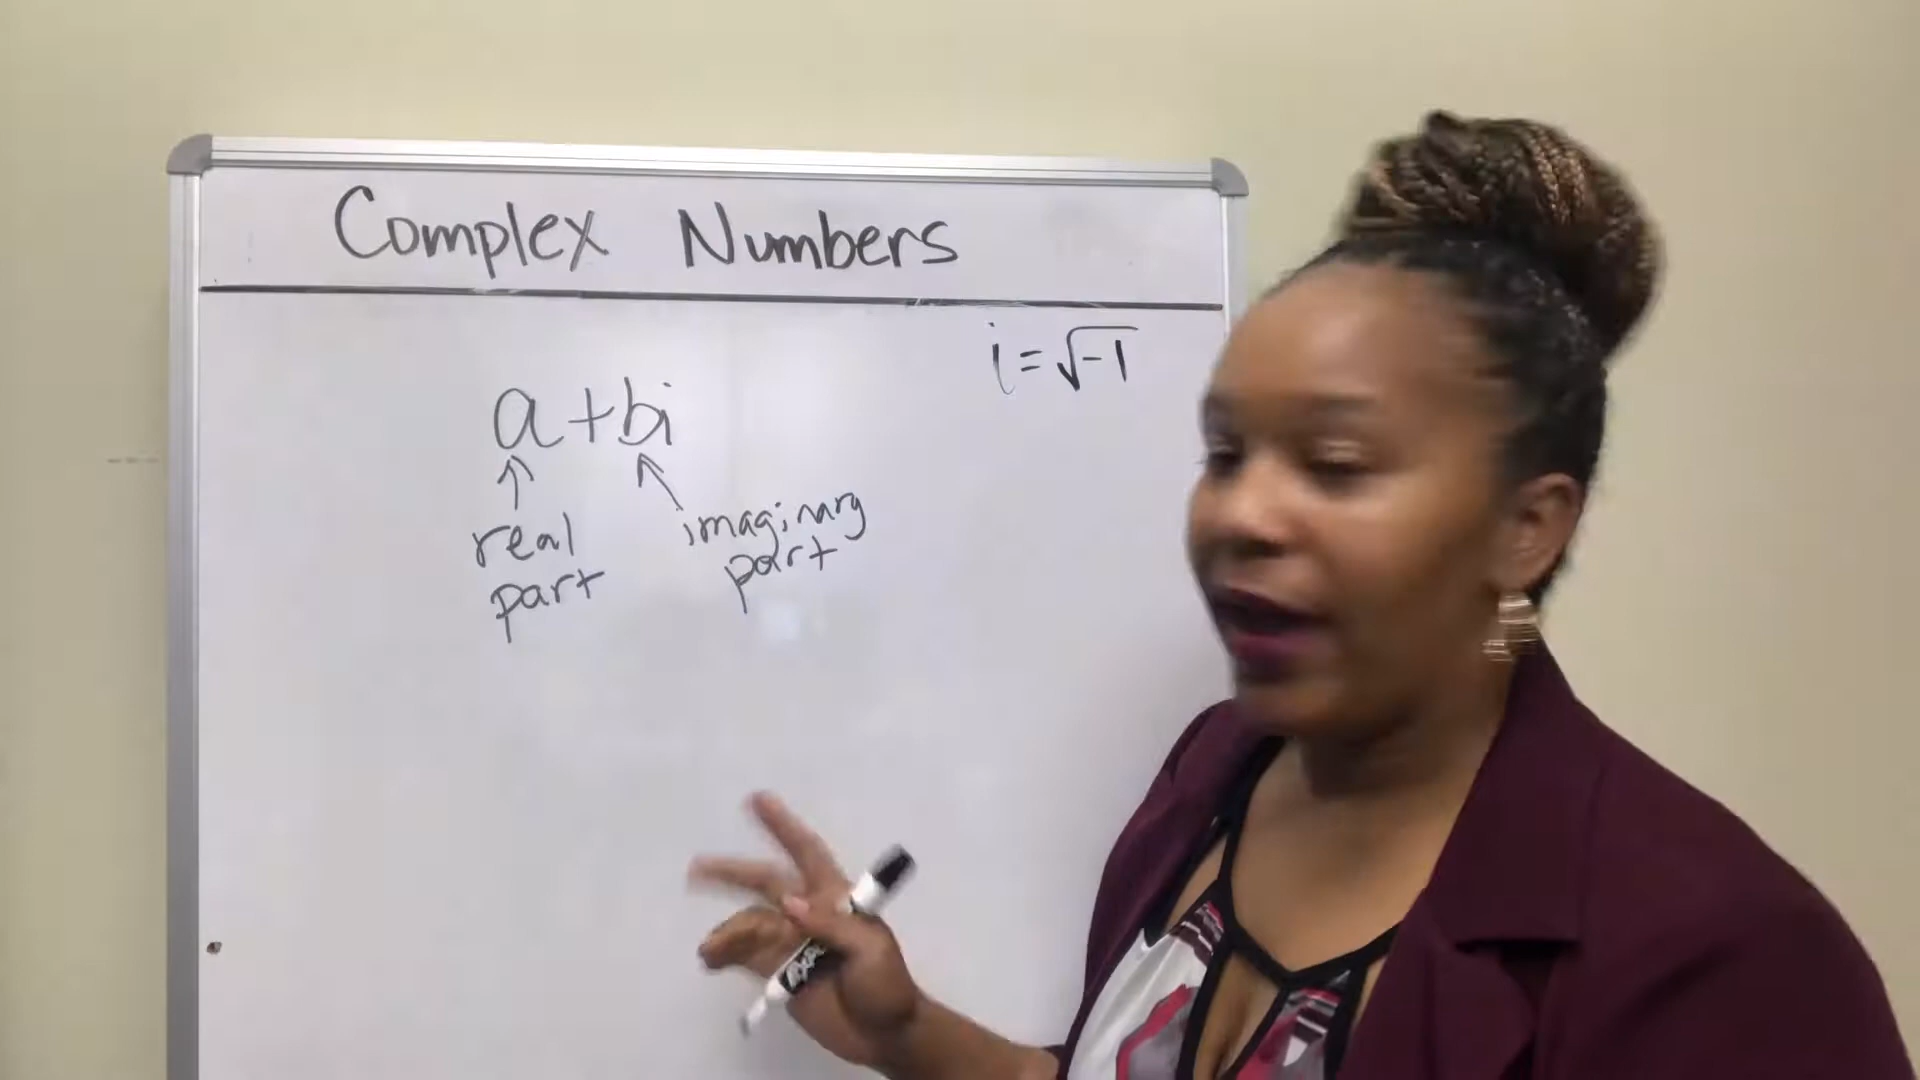 Complex Numbers
i = √-1
a + bi
real
part
imaginary
part